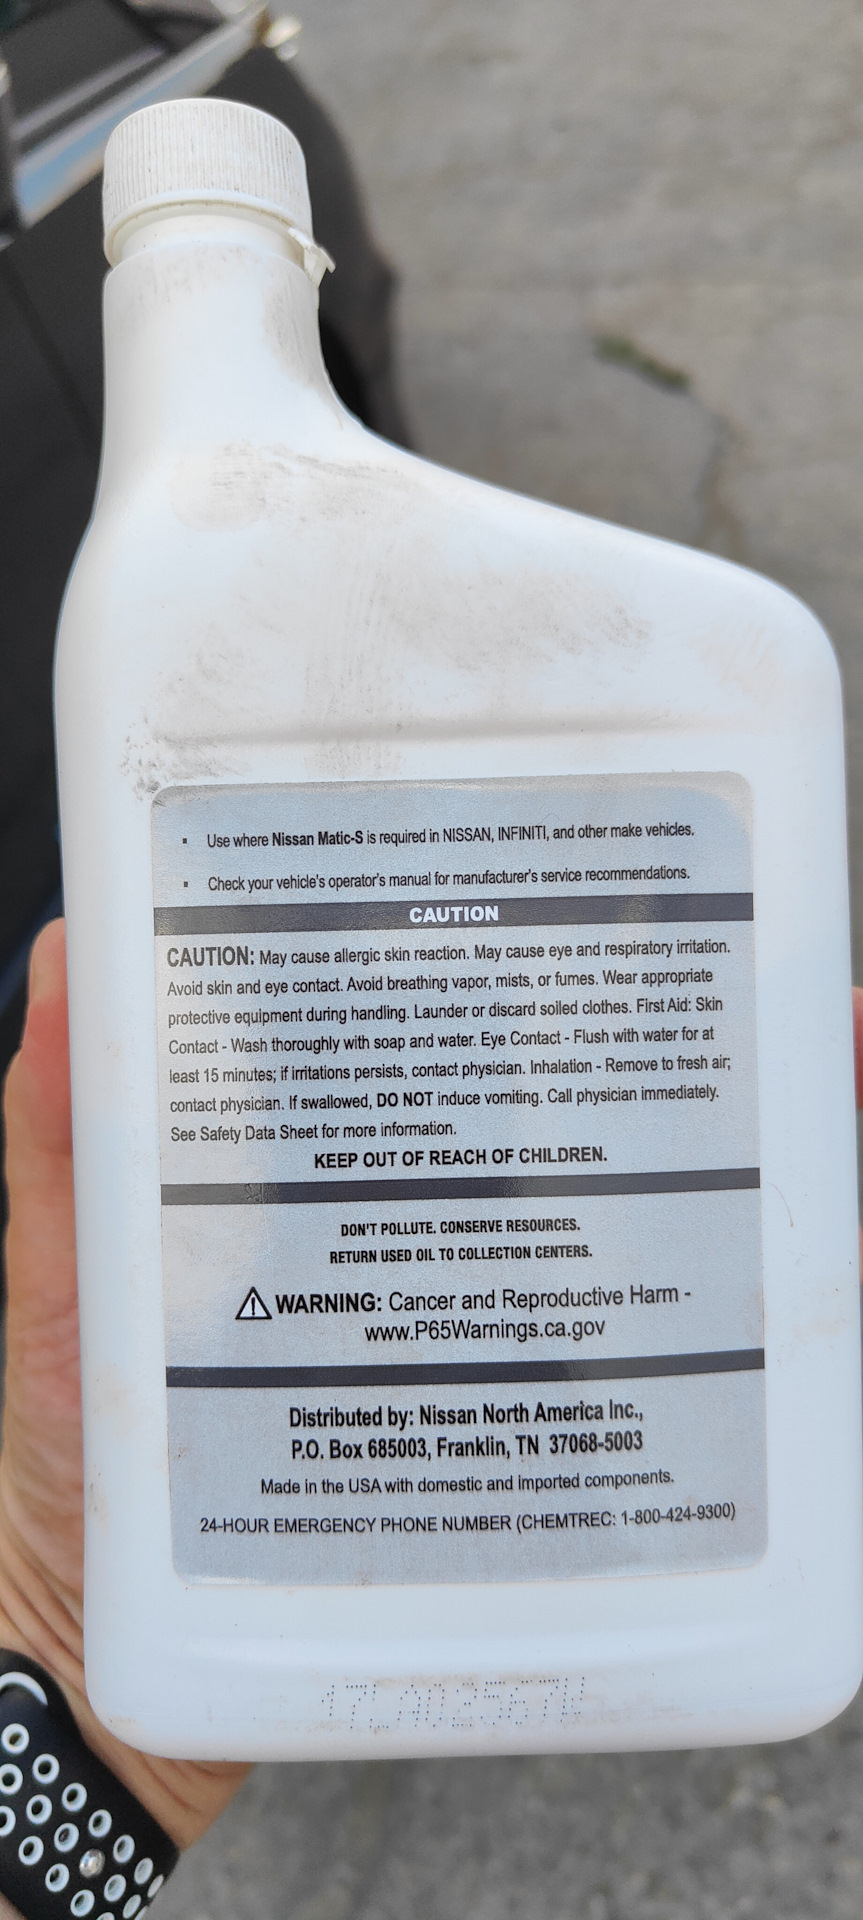 ▪ Use where Nissan Matic-S is required in NISSAN, INFINITI, and other make vehicles.
▪ Check your vehicle's operator's manual for manufacturer's service recommendations.
CAUTION
CAUTION: May cause allergic skin reaction. May cause eye and respiratory irritation.
Avoid skin and eye contact. Avoid breathing vapor, mists, or fumes. Wear appropriate
protective equipment during handling. Launder or discard soiled clothes. First Aid: Skin
Contact - Wash thoroughly with soap and water. Eye Contact - Flush with water for at
least 15 minutes; if irritations persists, contact physician. Inhalation - Remove to fresh air;
contact physician. If swallowed, DO NOT induce vomiting. Call physician immediately.
See Safety Data Sheet for more information.
KEEP OUT OF REACH OF CHILDREN.
DON'T POLLUTE. CONSERVE RESOURCES.
RETURN USED OIL TO COLLECTION CENTERS.
WARNING: Cancer and Reproductive Harm -
www.P65Warnings.ca.gov
Distributed by: Nissan North America Inc.,
P.O. Box 685003, Franklin, TN 37068-5003
Made in the USA with domestic and imported components.
24-HOUR EMERGENCY PHONE NUMBER (CHEMTREC: 1-800-424-9300)